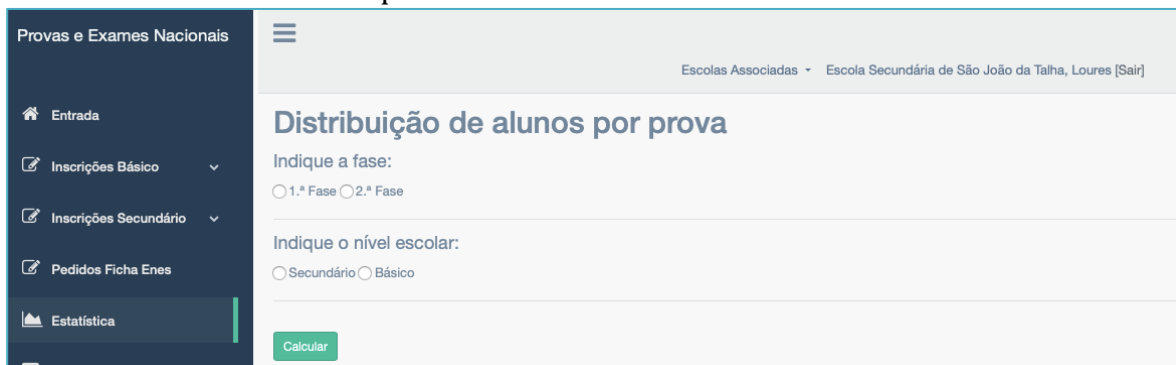 Provas e Exames Nacionais
Escolas Associadas Escola Secundária de São João da Talha, Loures [Sair]
Entrada
Inscrições Básico
Inscrições Secundário
Pedidos Ficha Enes
Estatística
Distribuição de alunos por prova
Indique a fase:
1.ª Fase 2.ª Fase
Indique o nível escolar:
Secundário Básico
Calcular